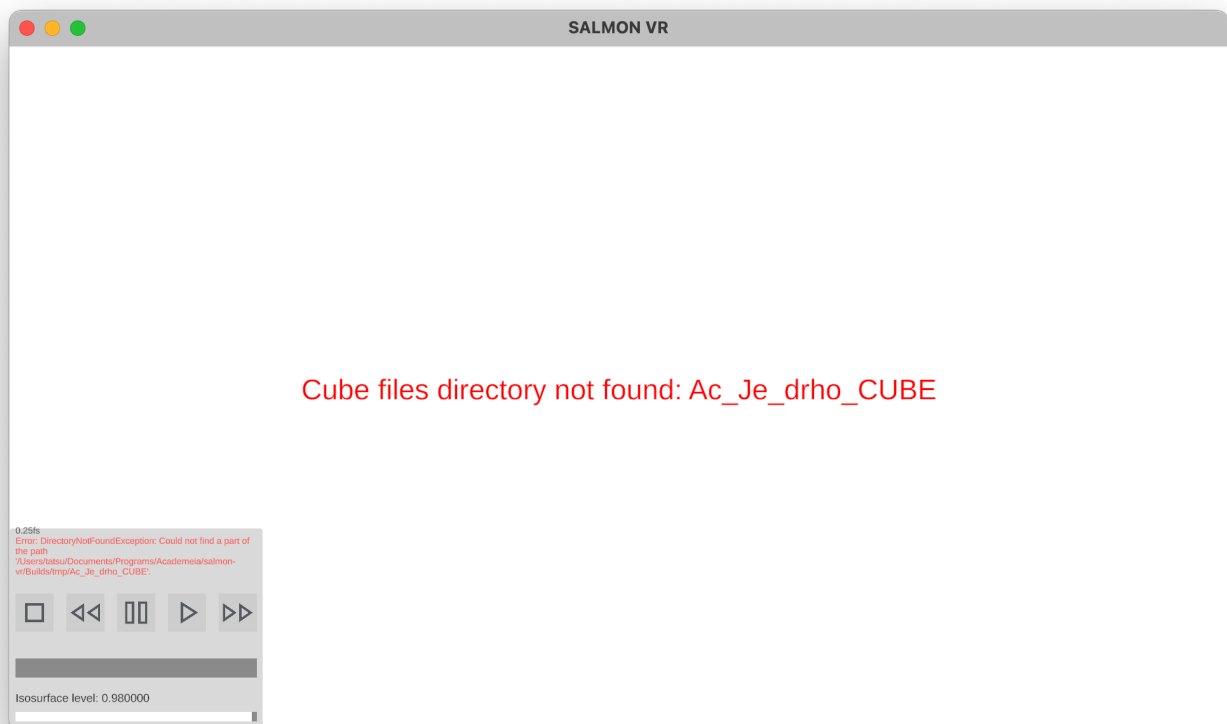 SALMON VR
Cube files directory not found: Ac_Je_drho_CUBE
0.25fs
Error: DirectoryNotFoundException: Could not find a part of
the path
'/Users/tatsu/Documents/Programs/Academeia/salmon-
vr/Builds/tmp/Ac_Je_drho_CUBE'.
Isosurface level: 0.980000